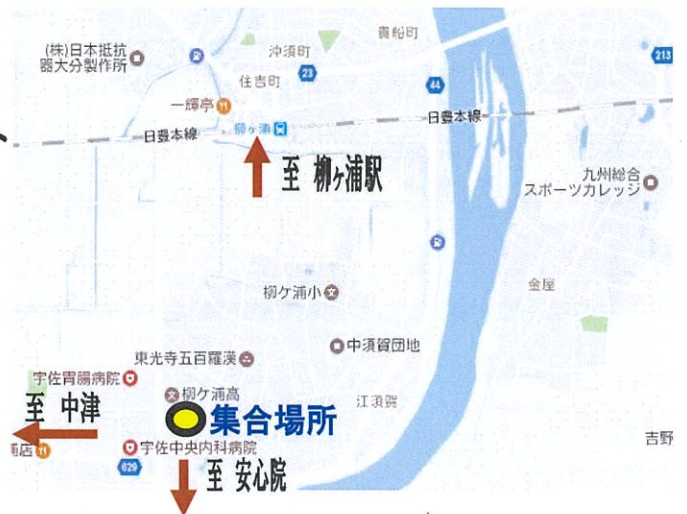 貴船町
(株)日本抵抗
器大分製作所
沖須町
213
23
住吉町
44
一輝亭
日豊本線
柳ヶ浦
日豊本線
至 柳ヶ浦駅
九州総合
スポーツカレッジ
柳ケ浦小
金屋
中須賀団地
東光寺五百羅漢
宇佐胃腸病院
柳ケ浦高
江須賀
至 中津
集合場所
商店
宇佐中央内科病院
吉野
629
至 安心院